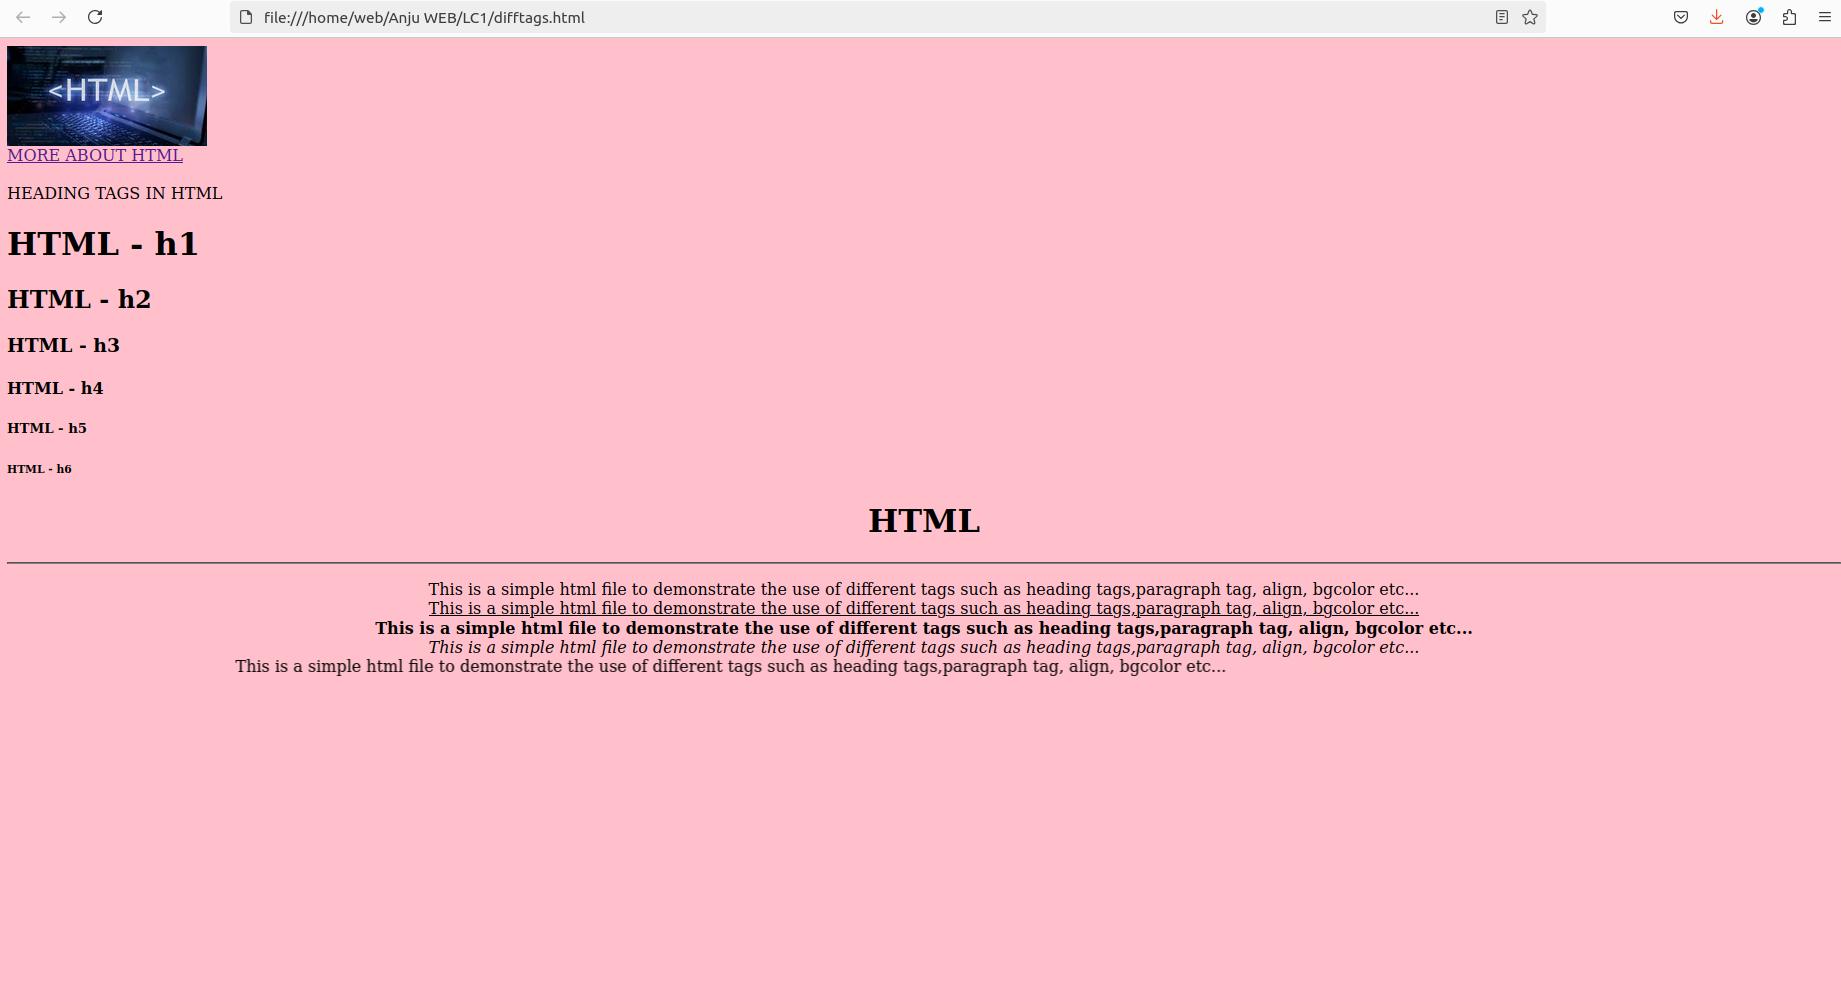 file:///home/web/Anju WEB/LC1/difftags.html
<HTML>
MORE ABOUT HTML
HEADING TAGS IN HTML
HTML - h1
HTML - h2
HTML - h3
HTML - h4
HTML - h5
HTML - h6
HTML
This is a simple html file to demonstrate the use of different tags such as heading tags,paragraph tag, align, bgcolor etc...
This is a simple html file to demonstrate the use of different tags such as heading tags,paragraph tag, align, bgcolor etc...
This is a simple html file to demonstrate the use of different tags such as heading tags,paragraph tag, align, bgcolor etc...
This is a simple html file to demonstrate the use of different tags such as heading tags,paragraph tag, align, bgcolor etc...
This is a simple html file to demonstrate the use of different tags such as heading tags,paragraph tag, align, bgcolor etc...